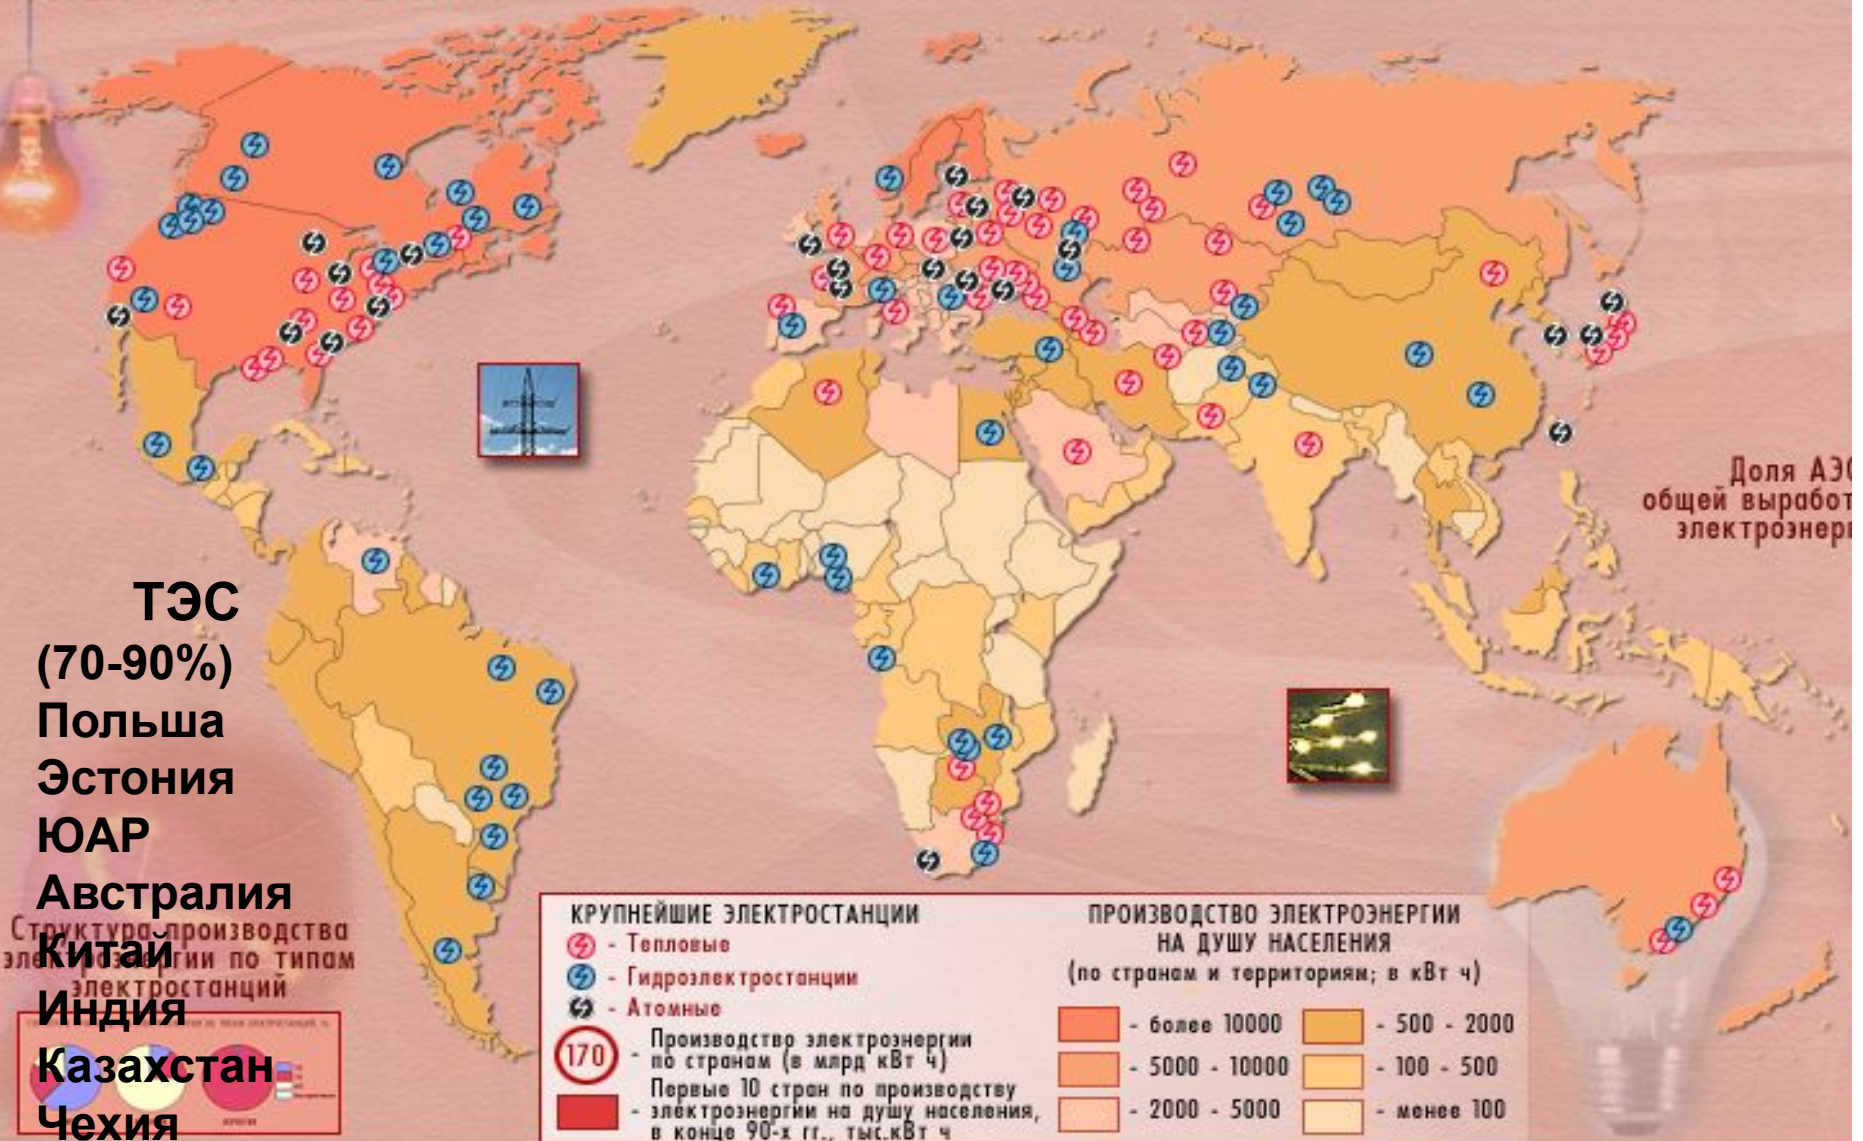 Доля АЭС
общей выработ
электроэнерг
ТЭС
(70-90%)
Польша
Эстония
ЮАР
Австралия
Китай
Индия
Казахстан
Чехия
Структура производства
электроэнергии по типам
электростанций
КРУПНЕЙШИЕ ЭЛЕКТРОСТАНЦИИ
- Тепловые
- Гидроэлектростанции
- Атомные
170 - Производство электроэнергии
по странам (в млрд кВт ч)
Первые 10 стран по производству
- электроэнергии на душу населения,
в конце 90-х гг., тыс.кВт ч
ПРОИЗВОДСТВО ЭЛЕКТРОЭНЕРГИИ
НА ДУШУ НАСЕЛЕНИЯ
(по странам и территориям; в кВт ч)
- более 10000
- 5000 - 10000
- 2000 - 5000
- 500 - 2000
- 100 - 500
- менее 100